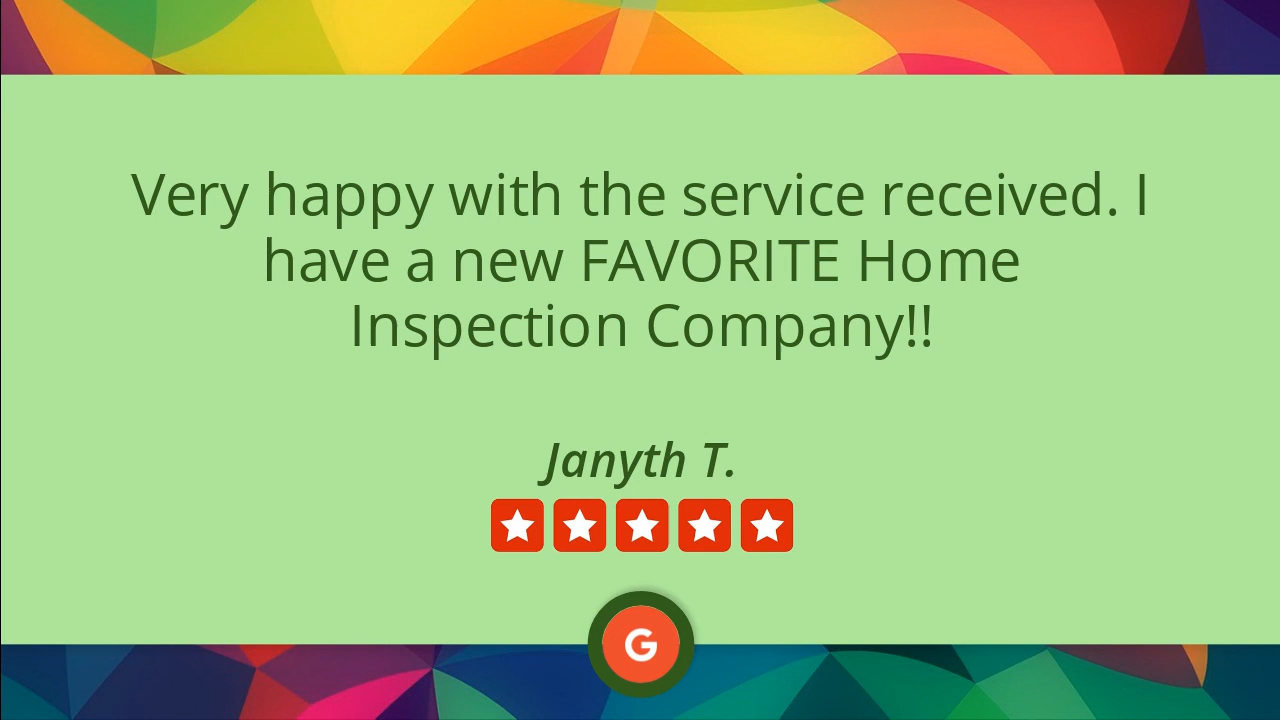 Very happy with the service received. I
have a new FAVORITE Home
Inspection Company!!
Janyth T.
G